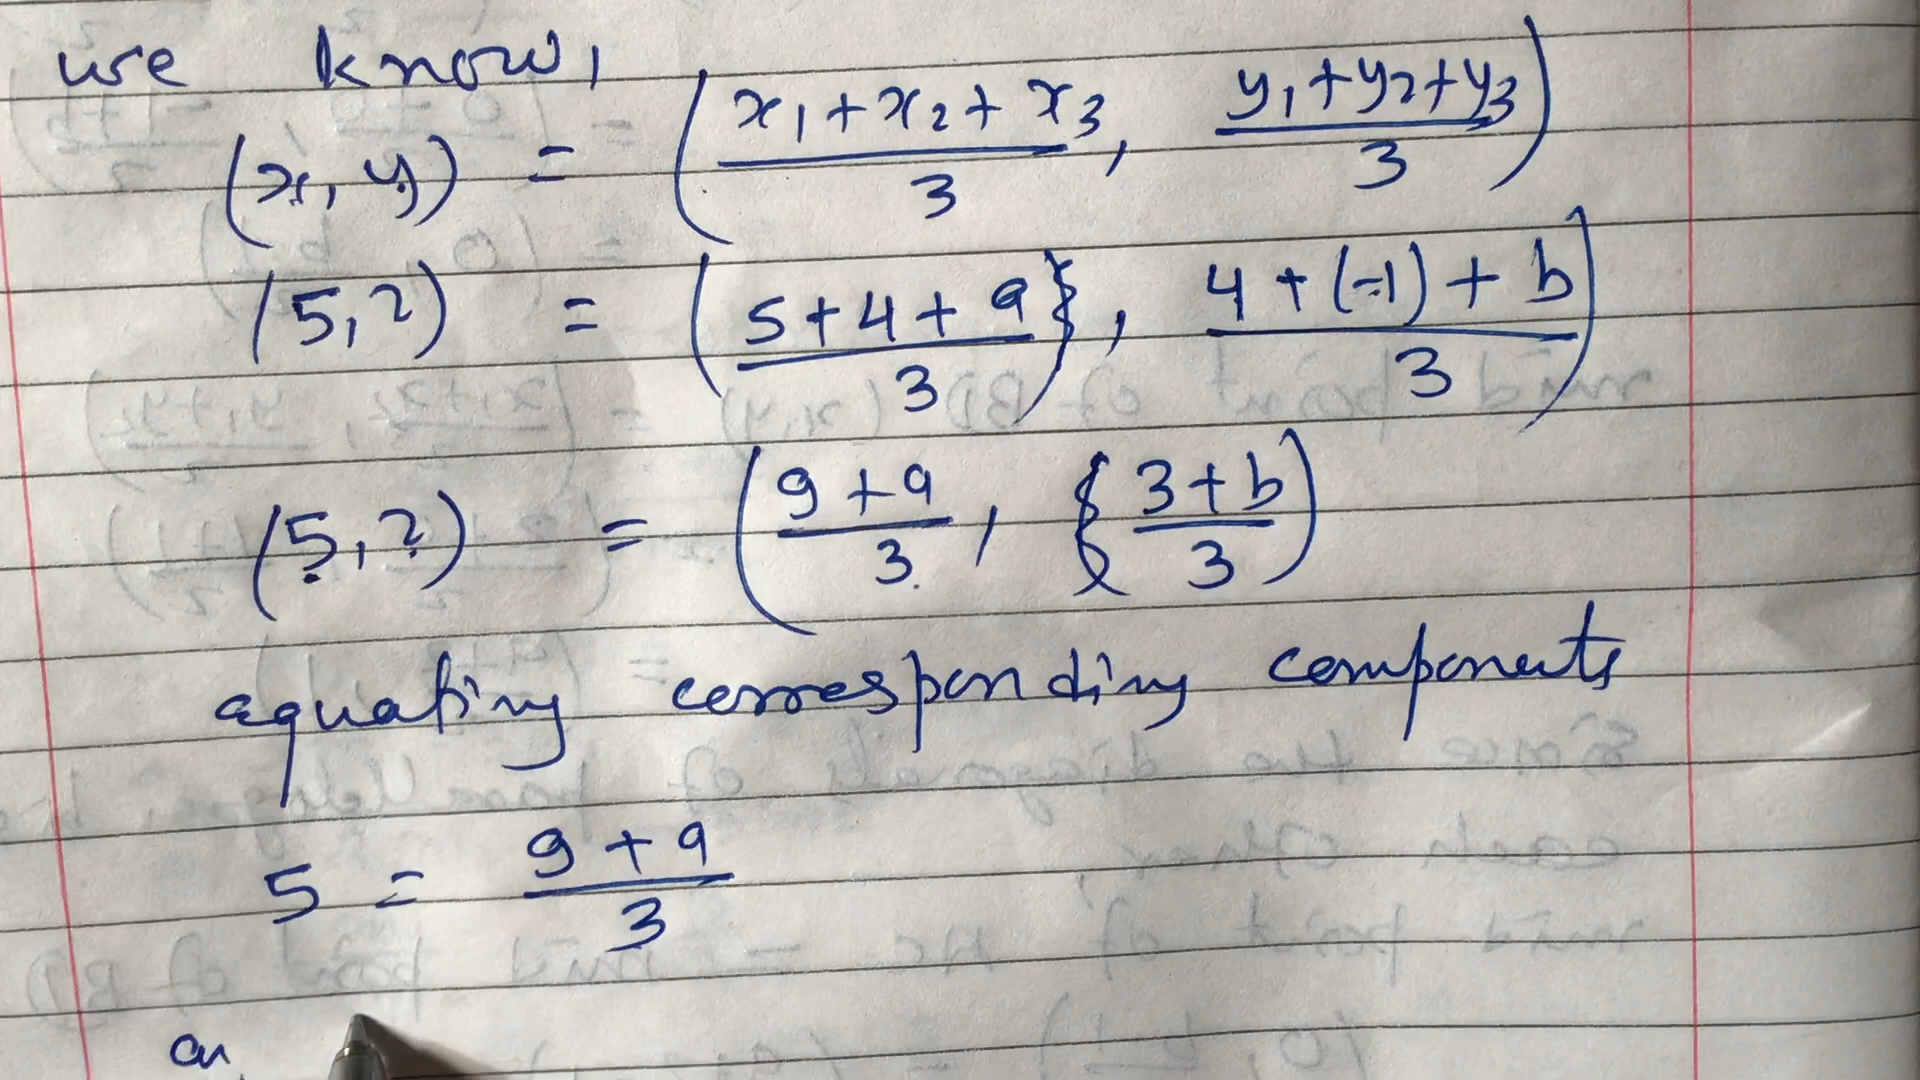 we know,
(x, y) = ( x₁ + x₂ + x₃ / 3 , y₁ + y₂ + y₃ / 3 )
(5, 2) = ( 5 + 4 + a / 3 ) , 4 + (-1) + b / 3 )
(5, 2) = ( 9 + a / 3 , 3 + b / 3 )
equating corresponding components
5 = 9 + a / 3